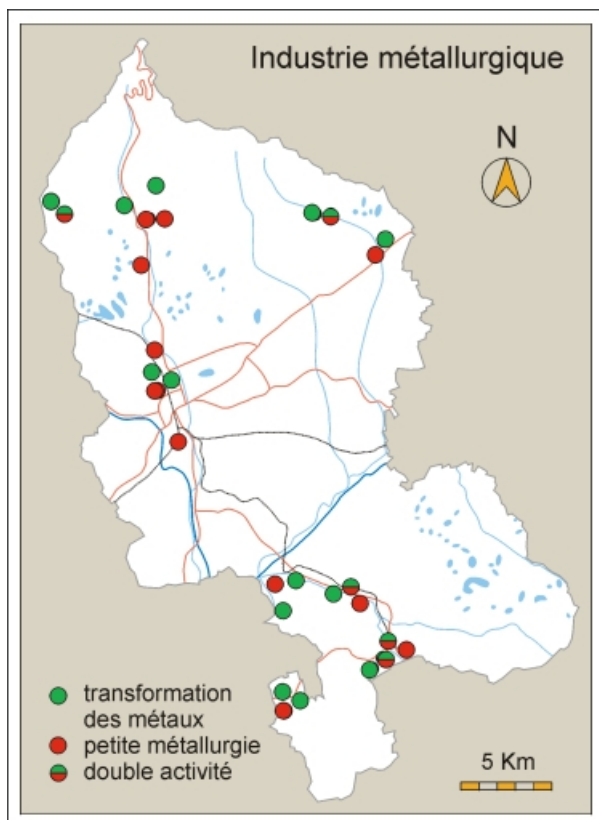 Industrie métallurgique
N
transformation
des métaux
petite métallurgie
double activité
5 Km